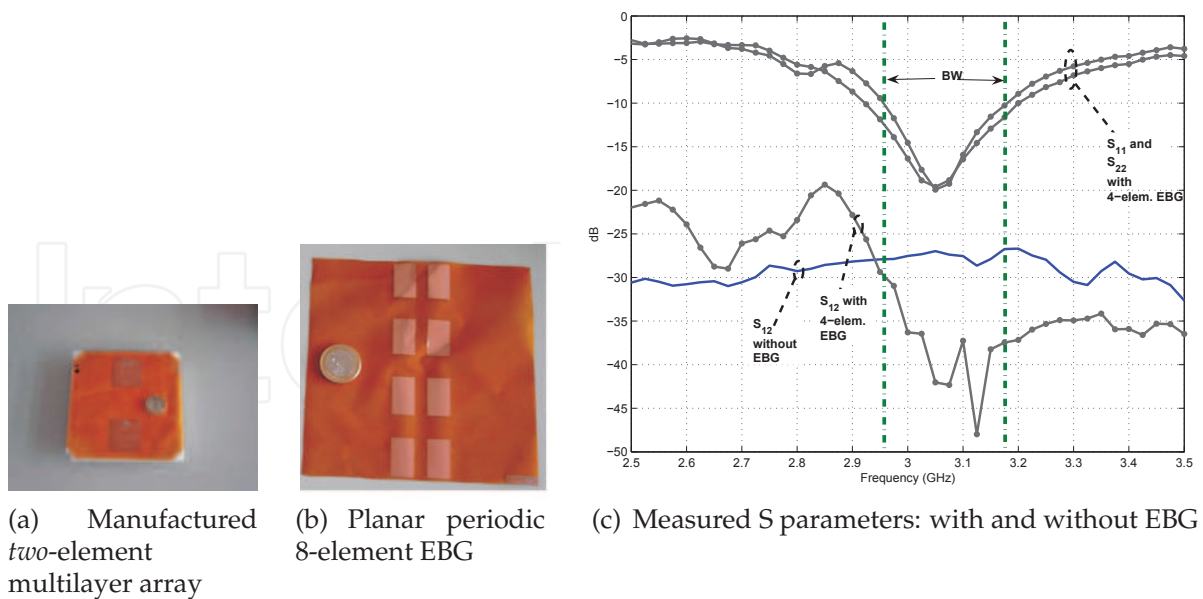 0
−5
−10
−15
−20
−25
−30
−35
−40
−45
−50
dB
2.5
2.6
2.7
2.8
2.9
3
3.1
3.2
3.3
3.4
3.5
Frequency (GHz)
BW
S11 and
S22
with
4−elem. EBG
S12 with
4−elem.
EBG
S12
without
EBG
(a) Manufactured
two-element
multilayer array
(b) Planar periodic
8-element EBG
(c) Measured S parameters: with and without EBG